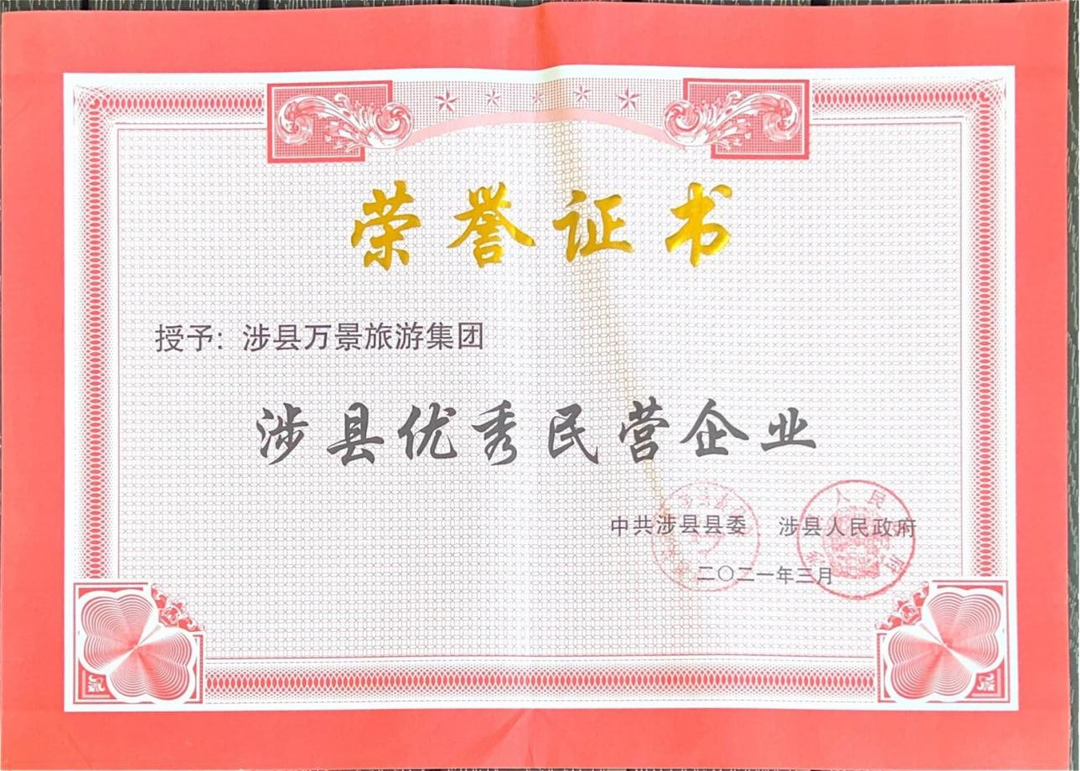 荣誉证书
授予：涉县万景旅游集团
涉县优秀民营企业
中共涉县县委 涉县人民政府
二〇二一年三月